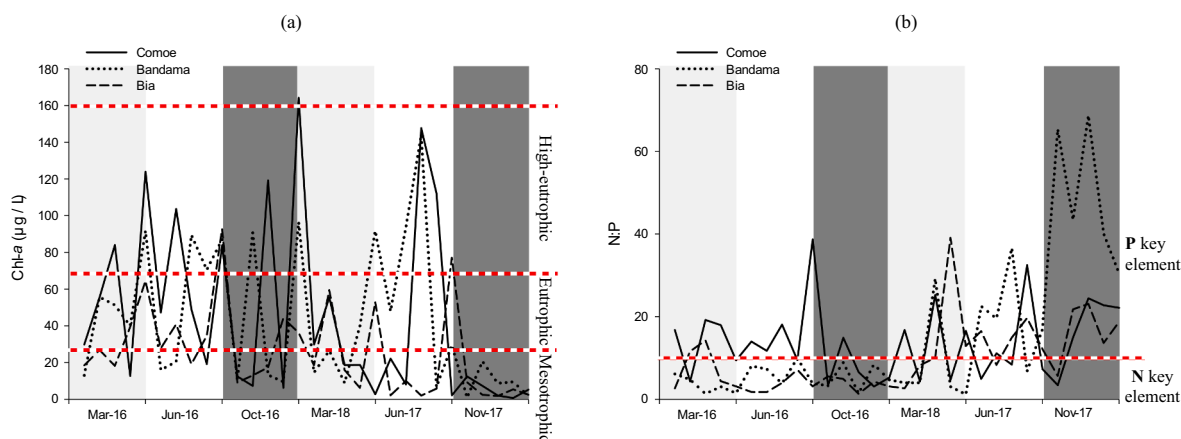 (a)
Comoe
Bandama
Bia
180
160
140
120
100
80
60
40
20
0
Chl-a (µg / L)
High-eutrophic
Eutrophic
Mesotrophic
Mar-16
Jun-16
Oct-16
Mar-18
Jun-17
Nov-17
(b)
Comoe
Bandama
Bia
80
60
40
20
0
N:P
P key
element
N key
element
Mar-16
Jun-16
Oct-16
Mar-18
Jun-17
Nov-17